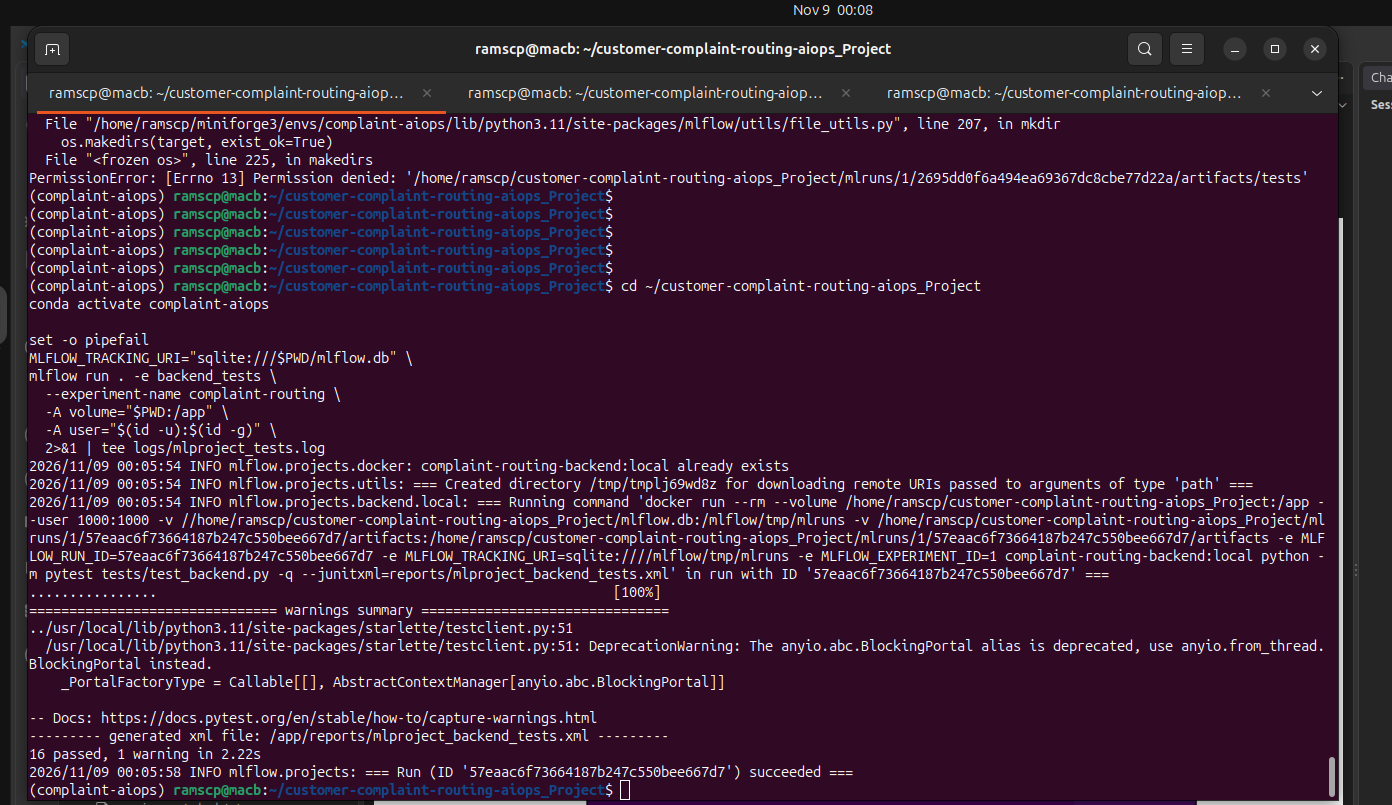 Nov 9 00:08
ramscp@macb: ~/customer-complaint-routing-aiops_Project
Cha
ramscp@macb: ~/customer-complaint-routing-aiop...
ramscp@macb: ~/customer-complaint-routing-aiop...
ramscp@macb: ~/customer-complaint-routing-aiop...
Ses
  File "/home/ramscp/miniforge3/envs/complaint-aiops/lib/python3.11/site-packages/mlflow/utils/file_utils.py", line 207, in mkdir
    os.makedirs(target, exist_ok=True)
  File "<frozen os>", line 225, in makedirs
PermissionError: [Errno 13] Permission denied: '/home/ramscp/customer-complaint-routing-aiops_Project/mlruns/1/2695dd0f6a494ea69367dc8cbe77d22a/artifacts/tests'
(complaint-aiops) ramscp@macb:~/customer-complaint-routing-aiops_Project$
(complaint-aiops) ramscp@macb:~/customer-complaint-routing-aiops_Project$
(complaint-aiops) ramscp@macb:~/customer-complaint-routing-aiops_Project$
(complaint-aiops) ramscp@macb:~/customer-complaint-routing-aiops_Project$
(complaint-aiops) ramscp@macb:~/customer-complaint-routing-aiops_Project$
(complaint-aiops) ramscp@macb:~/customer-complaint-routing-aiops_Project$ cd ~/customer-complaint-routing-aiops_Project
conda activate complaint-aiops
set -o pipefail
MLFLOW_TRACKING_URI="sqlite:///$PWD/mlflow.db" \
mlflow run . -e backend_tests \
  --experiment-name complaint-routing \
  -A volume="$PWD:/app" \
  -A user="$(id -u):$(id -g)" \
  2>&1 | tee logs/mlproject_tests.log
2026/11/09 00:05:54 INFO mlflow.projects.docker: complaint-routing-backend:local already exists
2026/11/09 00:05:54 INFO mlflow.projects.utils: === Created directory /tmp/tmplj69wd8z for downloading remote URIs passed to arguments of type 'path' ===
2026/11/09 00:05:54 INFO mlflow.projects.backend.local: === Running command 'docker run --rm --volume /home/ramscp/customer-complaint-routing-aiops_Project:/app -
-user 1000:1000 -v //home/ramscp/customer-complaint-routing-aiops_Project/mlflow.db:/mlflow/tmp/mlruns -v /home/ramscp/customer-complaint-routing-aiops_Project/ml
runs/1/57eaac6f73664187b247c550bee667d7/artifacts:/home/ramscp/customer-complaint-routing-aiops_Project/mlruns/1/57eaac6f73664187b247c550bee667d7/artifacts -e MLF
LOW_RUN_ID=57eaac6f73664187b247c550bee667d7 -e MLFLOW_TRACKING_URI=sqlite:////mlflow/tmp/mlruns -e MLFLOW_EXPERIMENT_ID=1 complaint-routing-backend:local python -
m pytest tests/test_backend.py -q --junitxml=reports/mlproject_backend_tests.xml' in run with ID '57eaac6f73664187b247c550bee667d7' ===
................ [100%]
=============================== warnings summary ===============================
../usr/local/lib/python3.11/site-packages/starlette/testclient.py:51
  /usr/local/lib/python3.11/site-packages/starlette/testclient.py:51: DeprecationWarning: The anyio.abc.BlockingPortal alias is deprecated, use anyio.from_thread.
BlockingPortal instead.
    _PortalFactoryType = Callable[[], AbstractContextManager[anyio.abc.BlockingPortal]]
-- Docs: https://docs.pytest.org/en/stable/how-to/capture-warnings.html
--------- generated xml file: /app/reports/mlproject_backend_tests.xml ---------
16 passed, 1 warning in 2.22s
2026/11/09 00:05:58 INFO mlflow.projects: === Run (ID '57eaac6f73664187b247c550bee667d7') succeeded ===
(complaint-aiops) ramscp@macb:~/customer-complaint-routing-aiops_Project$